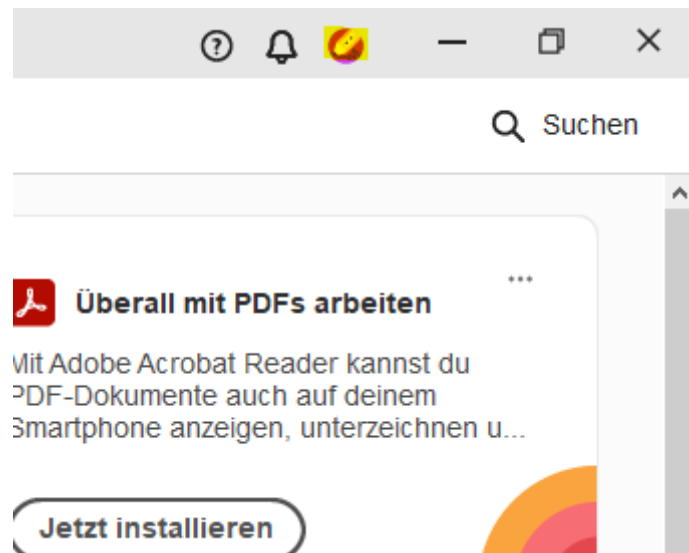 Suchen
Überall mit PDFs arbeiten
Mit Adobe Acrobat Reader kannst du
PDF-Dokumente auch auf deinem
Smartphone anzeigen, unterzeichnen u...
Jetzt installieren